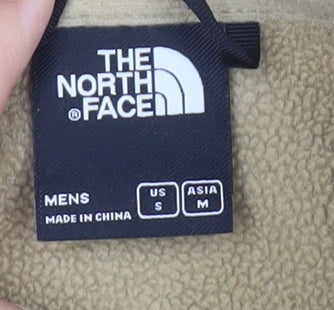 THE
NORTH
®FACE
MENS
MADE IN CHINA
US
S
ASIA
M